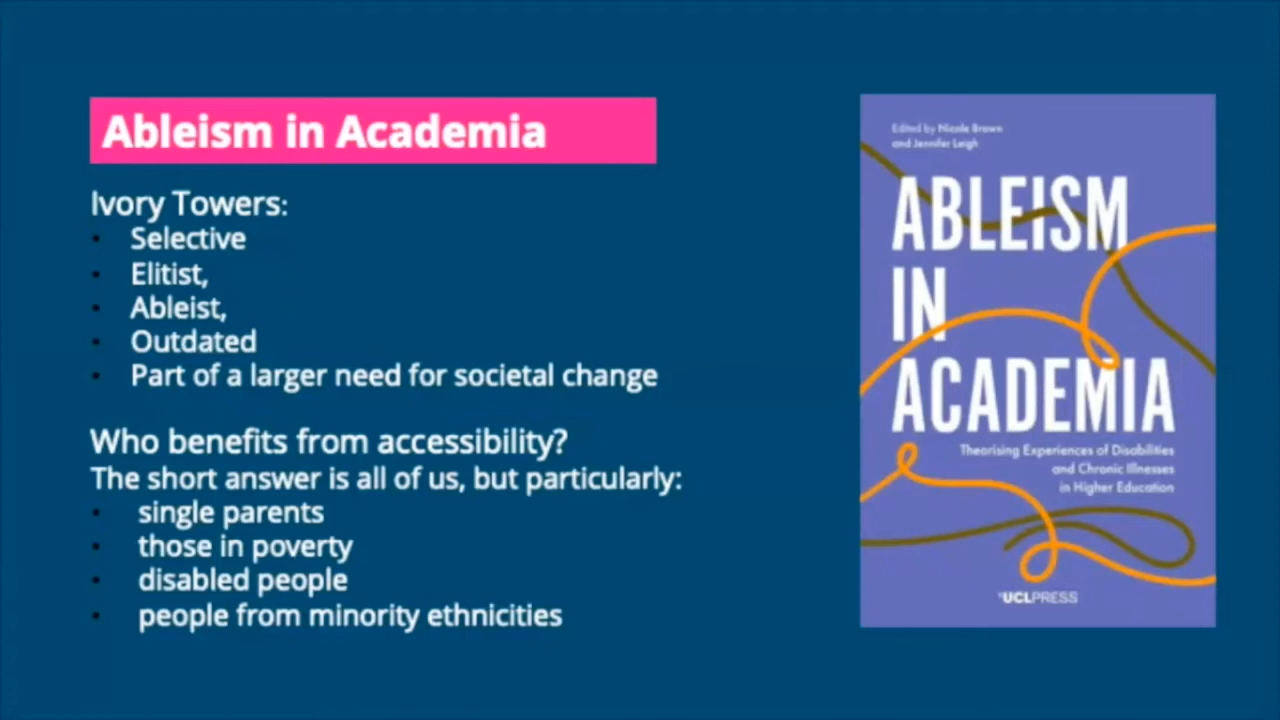 Ableism in Academia
Ivory Towers:
• Selective
• Elitist,
• Ableist,
• Outdated
• Part of a larger need for societal change
Who benefits from accessibility?
The short answer is all of us, but particularly:
• single parents
• those in poverty
• disabled people
• people from minority ethnicities
Edited by Nicole Brown
and Jennifer Leigh
ABLEISM
IN
ACADEMIA
Theorising Experiences of Disabilities
and Chronic Illnesses
in Higher Education
UCLPRESS